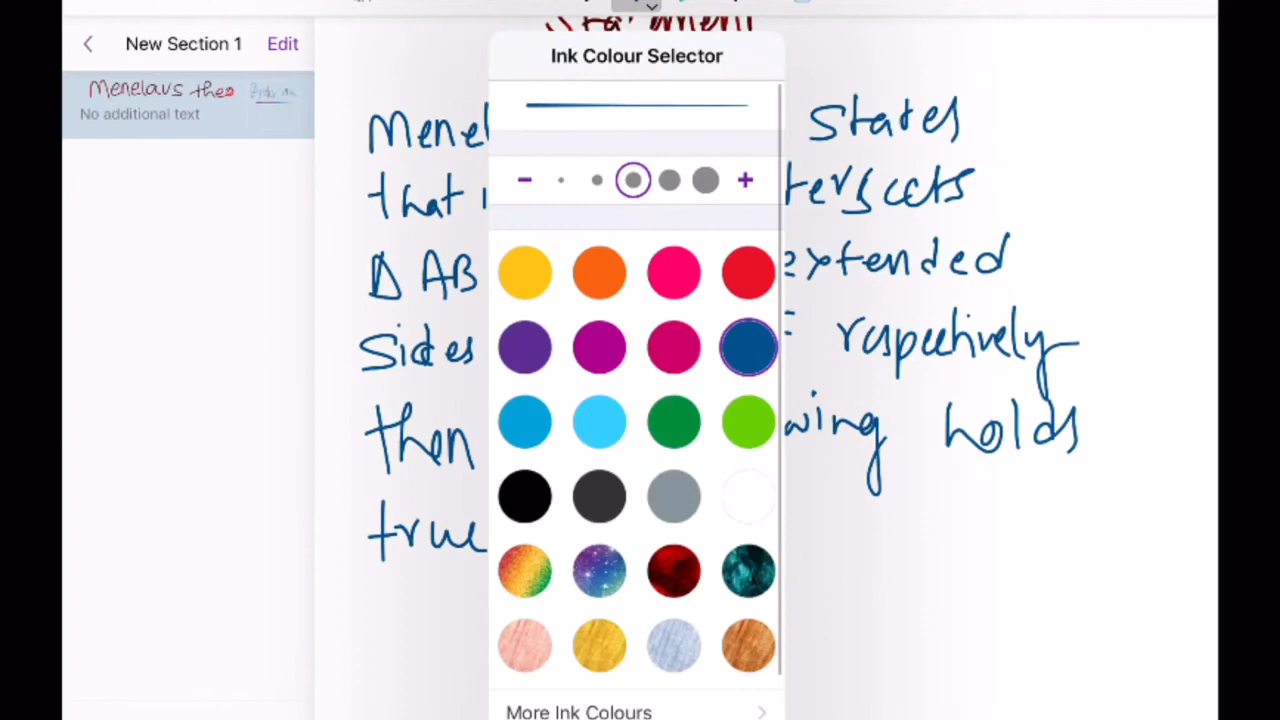 New Section 1 Edit
Menelaus theo
No additional text
Statement
Ink Colour Selector
Menel States
that tersects
Δ AB extended
sides respectively
then wing holds
true
More Ink Colours